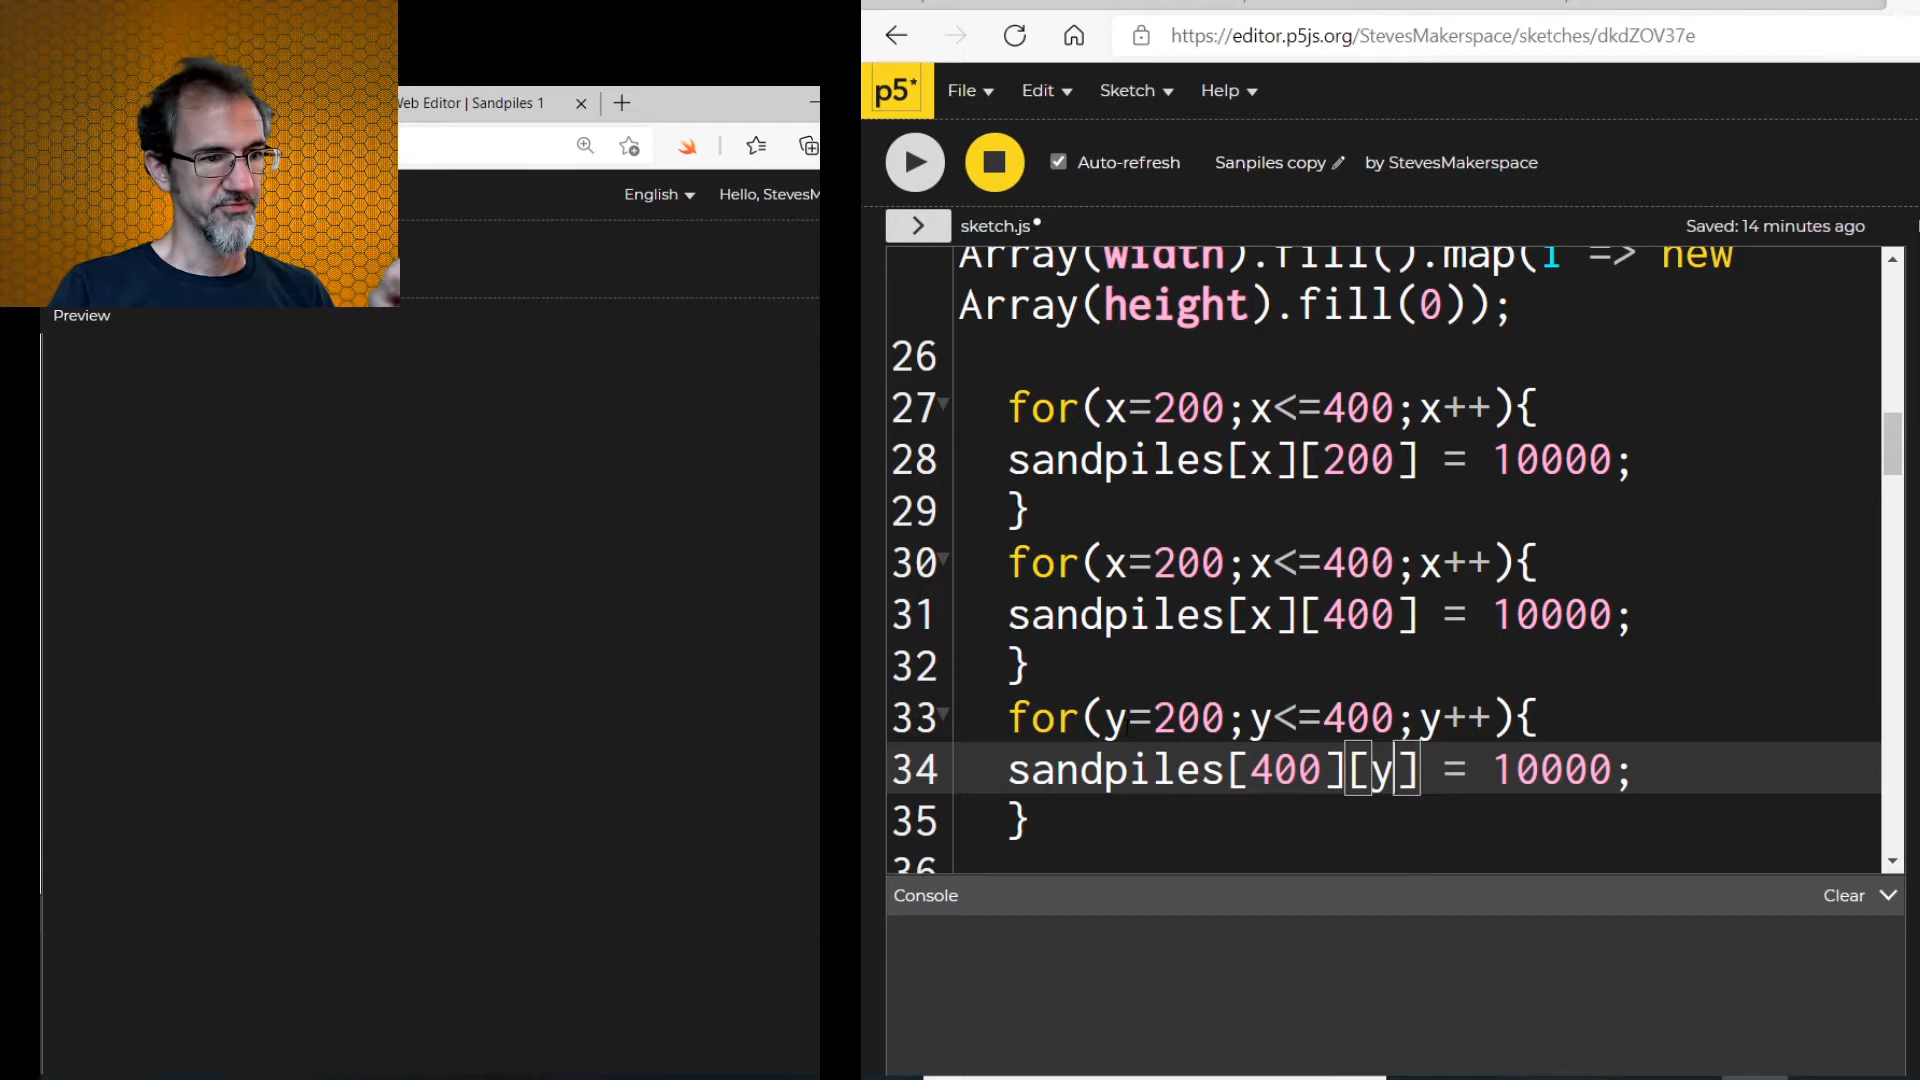 Web Editor | Sandpiles 1
English
Hello, StevesM
Preview
https://editor.p5js.org/StevesMakerspace/sketches/dkdZOV37e
p5*
File
Edit
Sketch
Help
Auto-refresh
Sanpiles copy
by StevesMakerspace
sketch.js
Saved: 14 minutes ago
Array(width).fill().map(i => new
Array(height).fill(0));
26
27 for(x=200;x<=400;x++){
28 sandpiles[x][200] = 10000;
29 }
30 for(x=200;x<=400;x++){
31 sandpiles[x][400] = 10000;
32 }
33 for(y=200;y<=400;y++){
34 sandpiles[400][y] = 10000;
35 }
36
Console
Clear